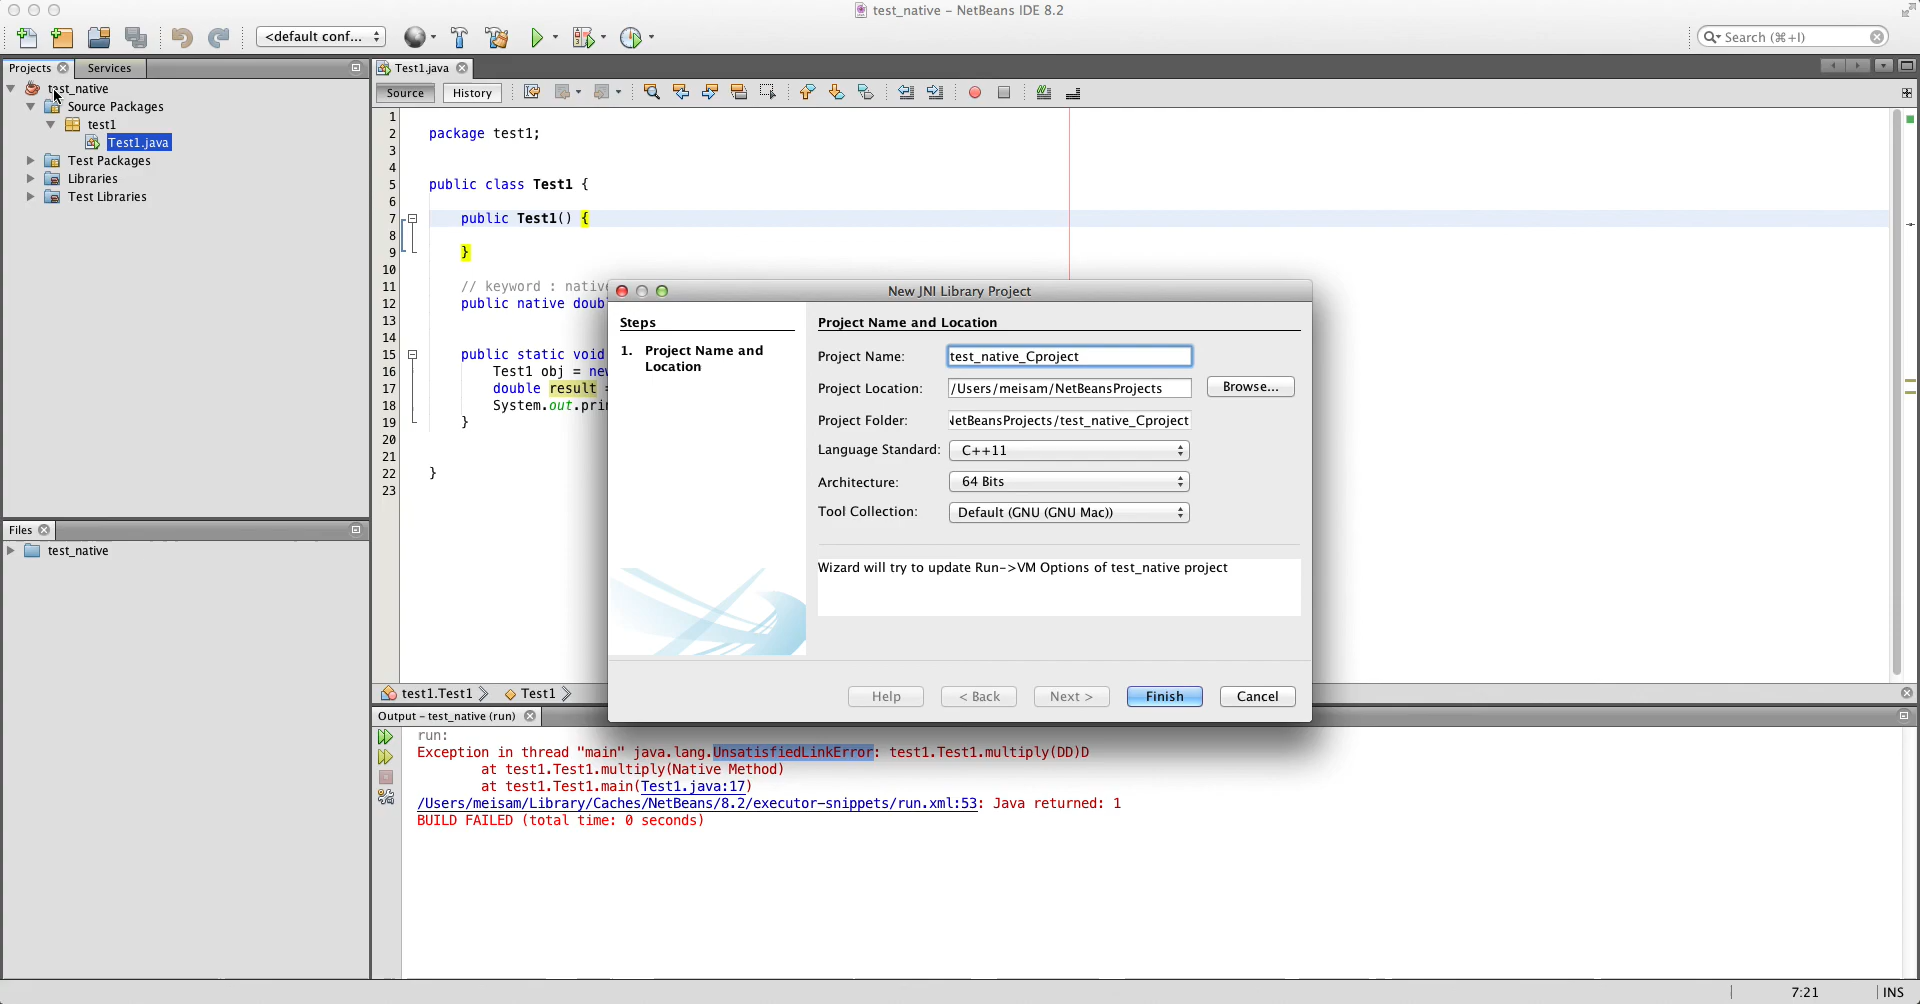 test_native - NetBeans IDE 8.2
<default conf...
Search (⌘+I)
Projects
Services
test_native
Source Packages
test1
Test1.java
Test Packages
Libraries
Test Libraries
Files
test_native
Test1.java
Source
History
1
2 package test1;
3
4
5 public class Test1 {
6
7 public Test1() {
8
9 }
10
11 // keyword : native
12 public native doub
13
14
15 public static void
16 Test1 obj = new
17 double result =
18 System.out.prin
19 }
20
21
22 }
23
New JNI Library Project
Steps
1. Project Name and
Location
Project Name and Location
Project Name: test_native_Cproject
Project Location: /Users/meisam/NetBeansProjects
Browse...
Project Folder: NetBeansProjects/test_native_Cproject
Language Standard: C++11
Architecture: 64 Bits
Tool Collection: Default (GNU (GNU Mac))
Wizard will try to update Run->VM Options of test_native project
Help
< Back
Next >
Finish
Cancel
test1.Test1
Test1
Output - test_native (run)
run:
Exception in thread "main" java.lang.UnsatisfiedLinkError: test1.Test1.multiply(DD)D
at test1.Test1.multiply(Native Method)
at test1.Test1.main(Test1.java:17)
/Users/meisam/Library/Caches/NetBeans/8.2/executor-snippets/run.xml:53: Java returned: 1
BUILD FAILED (total time: 0 seconds)
7:21
INS